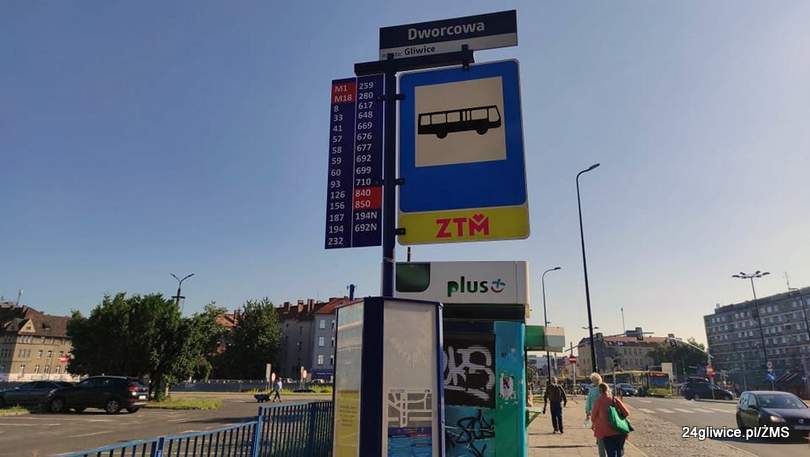 Dworcowa
Gliwice
M1 259
M18 280
8 617
33 648
41 669
57 676
58 677
59 692
60 699
93 710
126 840
156 850
187 194N
194 692N
232
ZTM
plus
24gliwice.pl/ŻMS